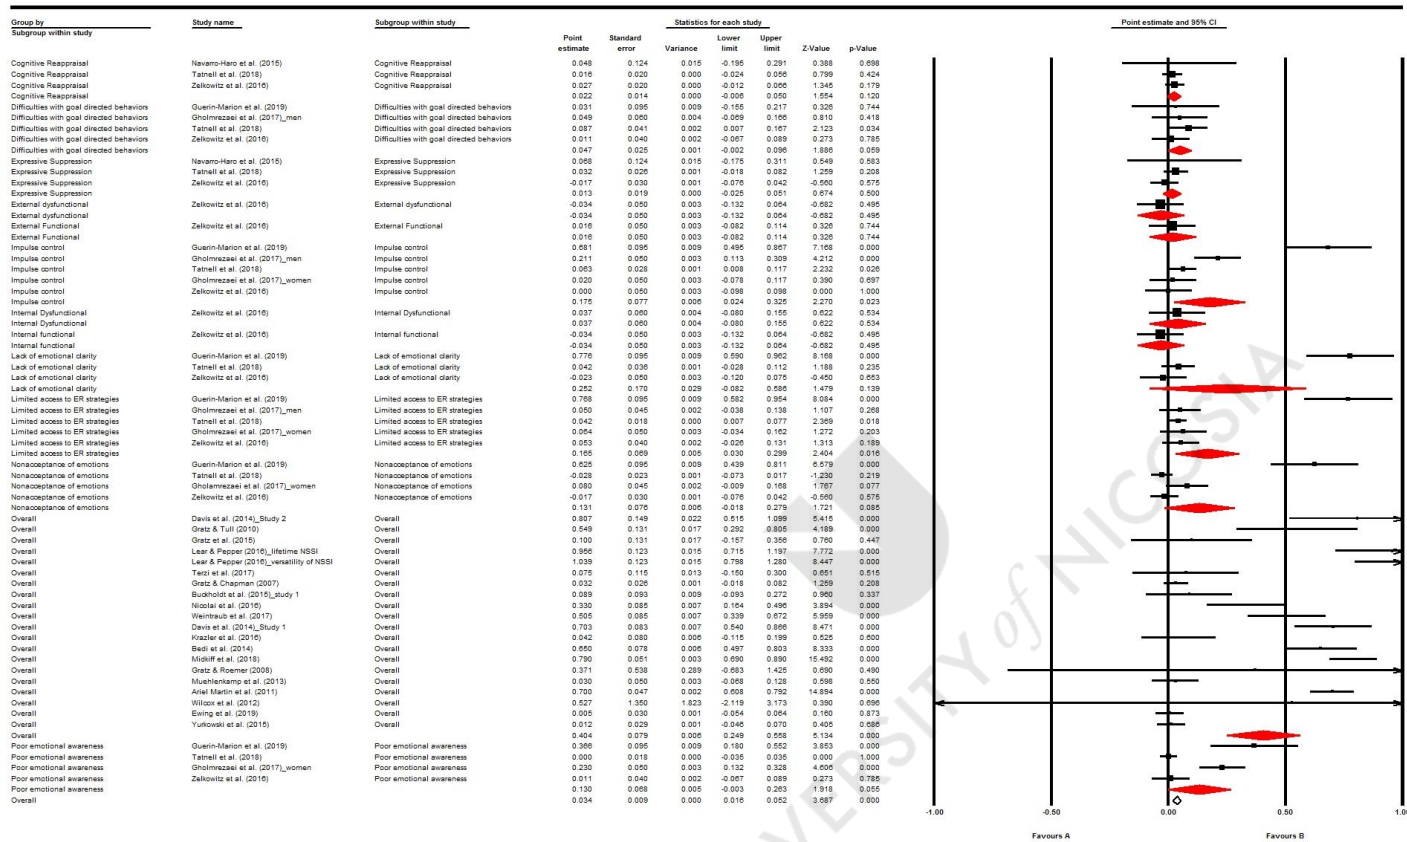 Group by Study name Subgroup within study Statistics for each study Point estimate and 95% CI
Subgroup within study
Point Standard Lower Upper
estimate error Variance limit limit Z-Value p-Value
Cognitive Reappraisal Navarro-Haro et al. (2015) Cognitive Reappraisal 0.048 0.124 0.015 -0.195 0.291 0.388 0.698
Cognitive Reappraisal Tatnell et al. (2018) Cognitive Reappraisal 0.016 0.020 0.000 -0.024 0.056 0.799 0.424
Cognitive Reappraisal Zelkowitz et al. (2016) Cognitive Reappraisal 0.027 0.020 0.000 -0.012 0.066 1.345 0.179
Cognitive Reappraisal 0.022 0.014 0.000 -0.006 0.050 1.554 0.120
Difficulties with goal directed behaviors Guerin-Marion et al. (2019) Difficulties with goal directed behaviors 0.031 0.095 0.009 -0.155 0.217 0.326 0.744
Difficulties with goal directed behaviors Gholmrezaei et al. (2017)_men Difficulties with goal directed behaviors 0.049 0.060 0.004 -0.069 0.166 0.810 0.418
Difficulties with goal directed behaviors Tatnell et al. (2018) Difficulties with goal directed behaviors 0.087 0.041 0.002 0.007 0.167 2.123 0.034
Difficulties with goal directed behaviors Zelkowitz et al. (2016) Difficulties with goal directed behaviors 0.011 0.040 0.002 -0.067 0.089 0.273 0.785
Difficulties with goal directed behaviors 0.047 0.025 0.001 -0.002 0.096 1.886 0.059
Expressive Suppression Navarro-Haro et al. (2015) Expressive Suppression 0.068 0.124 0.015 -0.175 0.311 0.549 0.583
Expressive Suppression Tatnell et al. (2018) Expressive Suppression 0.032 0.026 0.001 -0.018 0.082 1.259 0.208
Expressive Suppression Zelkowitz et al. (2016) Expressive Suppression -0.017 0.030 0.001 -0.076 0.042 -0.560 0.575
Expressive Suppression 0.013 0.019 0.000 -0.025 0.051 0.674 0.500
External dysfunctional Zelkowitz et al. (2016) External dysfunctional -0.034 0.050 0.003 -0.132 0.064 -0.682 0.495
External dysfunctional -0.034 0.050 0.003 -0.132 0.064 -0.682 0.495
External Functional Zelkowitz et al. (2016) External Functional 0.016 0.050 0.003 -0.082 0.114 0.326 0.744
External Functional 0.016 0.050 0.003 -0.082 0.114 0.326 0.744
Impulse control Guerin-Marion et al. (2019) Impulse control 0.681 0.095 0.009 0.495 0.867 7.168 0.000
Impulse control Gholmrezaei et al. (2017)_men Impulse control 0.211 0.050 0.003 0.113 0.309 4.212 0.000
Impulse control Tatnell et al. (2018) Impulse control 0.063 0.028 0.001 0.008 0.117 2.232 0.026
Impulse control Gholmrezaei et al. (2017)_women Impulse control 0.020 0.050 0.003 -0.078 0.117 0.390 0.697
Impulse control Zelkowitz et al. (2016) Impulse control 0.000 0.050 0.003 -0.098 0.098 0.000 1.000
Impulse control 0.175 0.077 0.006 0.024 0.325 2.270 0.023
Internal Dysfunctional Zelkowitz et al. (2016) Internal Dysfunctional 0.037 0.060 0.004 -0.080 0.155 0.622 0.534
Internal Dysfunctional 0.037 0.060 0.004 -0.080 0.155 0.622 0.534
Internal functional Zelkowitz et al. (2016) Internal functional -0.034 0.050 0.003 -0.132 0.064 -0.682 0.495
Internal functional -0.034 0.050 0.003 -0.132 0.064 -0.682 0.495
Lack of emotional clarity Guerin-Marion et al. (2019) Lack of emotional clarity 0.776 0.095 0.009 0.590 0.962 8.168 0.000
Lack of emotional clarity Tatnell et al. (2018) Lack of emotional clarity 0.042 0.036 0.001 -0.028 0.112 1.188 0.235
Lack of emotional clarity Zelkowitz et al. (2016) Lack of emotional clarity -0.023 0.050 0.003 -0.120 0.075 -0.450 0.653
Lack of emotional clarity 0.252 0.170 0.029 -0.082 0.586 1.479 0.139
Limited access to ER strategies Guerin-Marion et al. (2019) Limited access to ER strategies 0.768 0.095 0.009 0.582 0.954 8.084 0.000
Limited access to ER strategies Gholmrezaei et al. (2017)_men Limited access to ER strategies 0.050 0.045 0.002 -0.038 0.138 1.107 0.268
Limited access to ER strategies Tatnell et al. (2018) Limited access to ER strategies 0.042 0.018 0.000 0.007 0.077 2.369 0.018
Limited access to ER strategies Gholmrezaei et al. (2017)_women Limited access to ER strategies 0.064 0.050 0.003 -0.034 0.162 1.272 0.203
Limited access to ER strategies Zelkowitz et al. (2016) Limited access to ER strategies 0.053 0.040 0.002 -0.026 0.131 1.313 0.189
Limited access to ER strategies 0.165 0.069 0.005 0.030 0.299 2.404 0.016
Nonacceptance of emotions Guerin-Marion et al. (2019) Nonacceptance of emotions 0.625 0.095 0.009 0.439 0.811 6.579 0.000
Nonacceptance of emotions Tatnell et al. (2018) Nonacceptance of emotions -0.028 0.023 0.001 -0.073 0.017 -1.230 0.219
Nonacceptance of emotions Gholamrezaei et al. (2017)_women Nonacceptance of emotions 0.080 0.045 0.002 -0.009 0.168 1.767 0.077
Nonacceptance of emotions Zelkowitz et al. (2016) Nonacceptance of emotions -0.017 0.030 0.001 -0.076 0.042 -0.560 0.575
Nonacceptance of emotions 0.131 0.076 0.006 -0.018 0.279 1.721 0.085
Overall Davis et al. (2014)_Study 2 Overall 0.807 0.149 0.022 0.515 1.099 5.415 0.000
Overall Gratz & Tull (2010) Overall 0.549 0.131 0.017 0.292 0.805 4.189 0.000
Overall Gratz et al. (2015) Overall 0.100 0.131 0.017 -0.157 0.356 0.760 0.447
Overall Lear & Pepper (2016)_lifetime NSSI Overall 0.956 0.123 0.015 0.715 1.197 7.772 0.000
Overall Lear & Pepper (2016)_versatility of NSSI Overall 1.039 0.123 0.015 0.798 1.280 8.447 0.000
Overall Terzi et al. (2017) Overall 0.075 0.115 0.013 -0.150 0.300 0.651 0.515
Overall Gratz & Chapman (2007) Overall 0.032 0.026 0.001 -0.018 0.082 1.259 0.208
Overall Buckholdt et al. (2015)_study 1 Overall 0.089 0.093 0.009 -0.093 0.272 0.960 0.337
Overall Nicolai et al. (2016) Overall 0.330 0.085 0.007 0.164 0.496 3.894 0.000
Overall Weintraub et al. (2017) Overall 0.505 0.085 0.007 0.339 0.672 5.959 0.000
Overall Davis et al. (2014)_Study 1 Overall 0.703 0.083 0.007 0.540 0.866 8.471 0.000
Overall Krazler et al. (2016) Overall 0.042 0.080 0.006 -0.115 0.199 0.525 0.600
Overall Bedi et al. (2014) Overall 0.650 0.078 0.006 0.497 0.803 8.333 0.000
Overall Midkiff et al. (2018) Overall 0.790 0.051 0.003 0.690 0.890 15.492 0.000
Overall Gratz & Roemer (2008) Overall 0.371 0.538 0.289 -0.683 1.425 0.690 0.490
Overall Muehlenkamp et al. (2013) Overall 0.030 0.050 0.003 -0.068 0.128 0.598 0.550
Overall Ariel Martin et al. (2011) Overall 0.700 0.047 0.002 0.608 0.792 14.894 0.000
Overall Wilcox et al. (2012) Overall 0.527 1.350 1.823 -2.119 3.173 0.390 0.696
Overall Ewing et al. (2019) Overall 0.005 0.030 0.001 -0.054 0.064 0.160 0.873
Overall Yurkowski et al. (2015) Overall 0.012 0.029 0.001 -0.046 0.070 0.405 0.686
Overall 0.404 0.079 0.006 0.249 0.558 5.134 0.000
Poor emotional awareness Guerin-Marion et al. (2019) Poor emotional awareness 0.366 0.095 0.009 0.180 0.552 3.853 0.000
Poor emotional awareness Tatnell et al. (2018) Poor emotional awareness 0.000 0.018 0.000 -0.035 0.035 0.000 1.000
Poor emotional awareness Gholmrezaei et al. (2017)_women Poor emotional awareness 0.230 0.050 0.003 0.132 0.328 4.606 0.000
Poor emotional awareness Zelkowitz et al. (2016) Poor emotional awareness 0.011 0.040 0.002 -0.067 0.089 0.273 0.785
Poor emotional awareness 0.130 0.068 0.005 -0.003 0.263 1.918 0.055
Overall 0.034 0.009 0.000 0.016 0.052 3.687 0.000
-1.00 -0.50 0.00 0.50 1.0
Favours A Favours B
VERSITY of NICOSIA